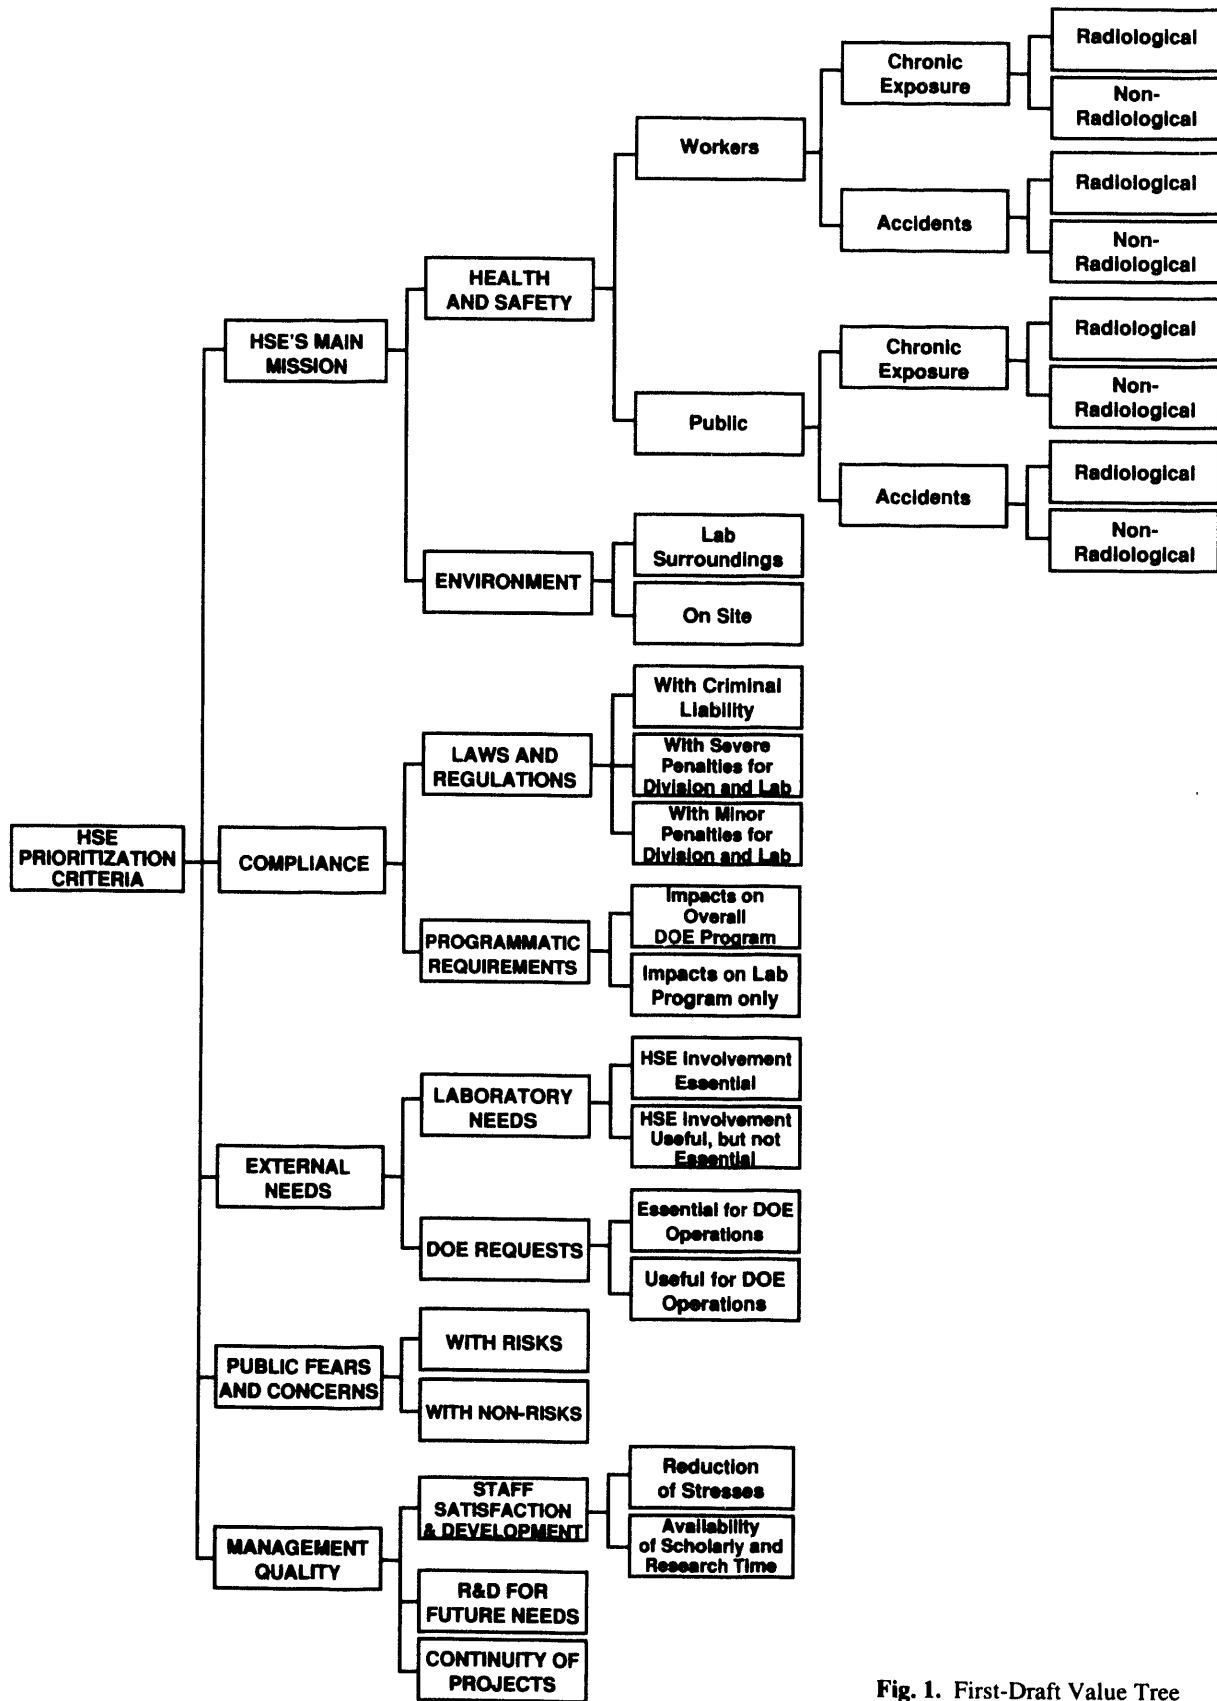 HSE
PRIORITIZATION
CRITERIA
HSE'S MAIN
MISSION
HEALTH
AND SAFETY
Workers
Chronic
Exposure
Radiological
Non-
Radiological
Accidents
Radiological
Non-
Radiological
Public
Chronic
Exposure
Radiological
Non-
Radiological
Accidents
Radiological
Non-
Radiological
ENVIRONMENT
Lab
Surroundings
On Site
COMPLIANCE
LAWS AND
REGULATIONS
With Criminal
Liability
With Severe
Penalties for
Division and Lab
With Minor
Penalties for
Division and Lab
PROGRAMMATIC
REQUIREMENTS
Impacts on
Overall
DOE Program
Impacts on Lab
Program only
EXTERNAL
NEEDS
LABORATORY
NEEDS
HSE Involvement
Essential
HSE Involvement
Useful, but not
Essential
DOE REQUESTS
Essential for DOE
Operations
Useful for DOE
Operations
PUBLIC FEARS
AND CONCERNS
WITH RISKS
WITH NON-RISKS
MANAGEMENT
QUALITY
STAFF
SATISFACTION
& DEVELOPMENT
Reduction
of Stresses
Availability
of Scholarly and
Research Time
R&D FOR
FUTURE NEEDS
CONTINUITY OF
PROJECTS
Fig. 1. First-Draft Value Tree